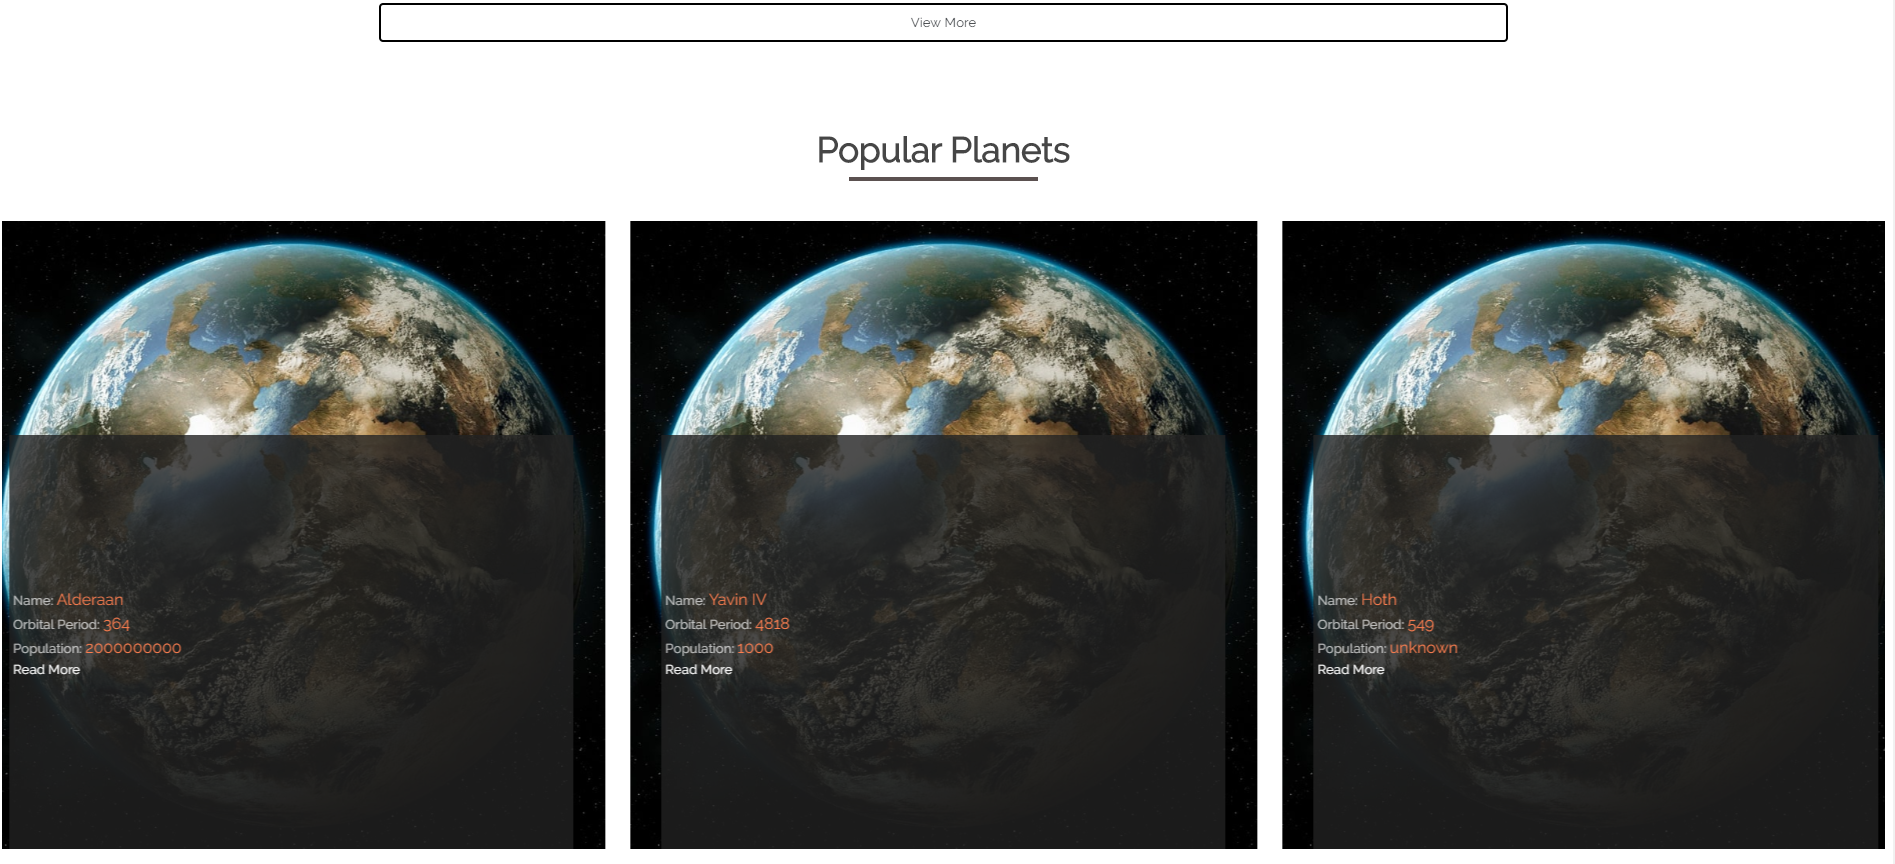 View More
Popular Planets
Name: Alderaan
Orbital Period: 364
Population: 2000000000
Read More
Name: Yavin IV
Orbital Period: 4818
Population: 1000
Read More
Name: Hoth
Orbital Period: 549
Population: unknown
Read More